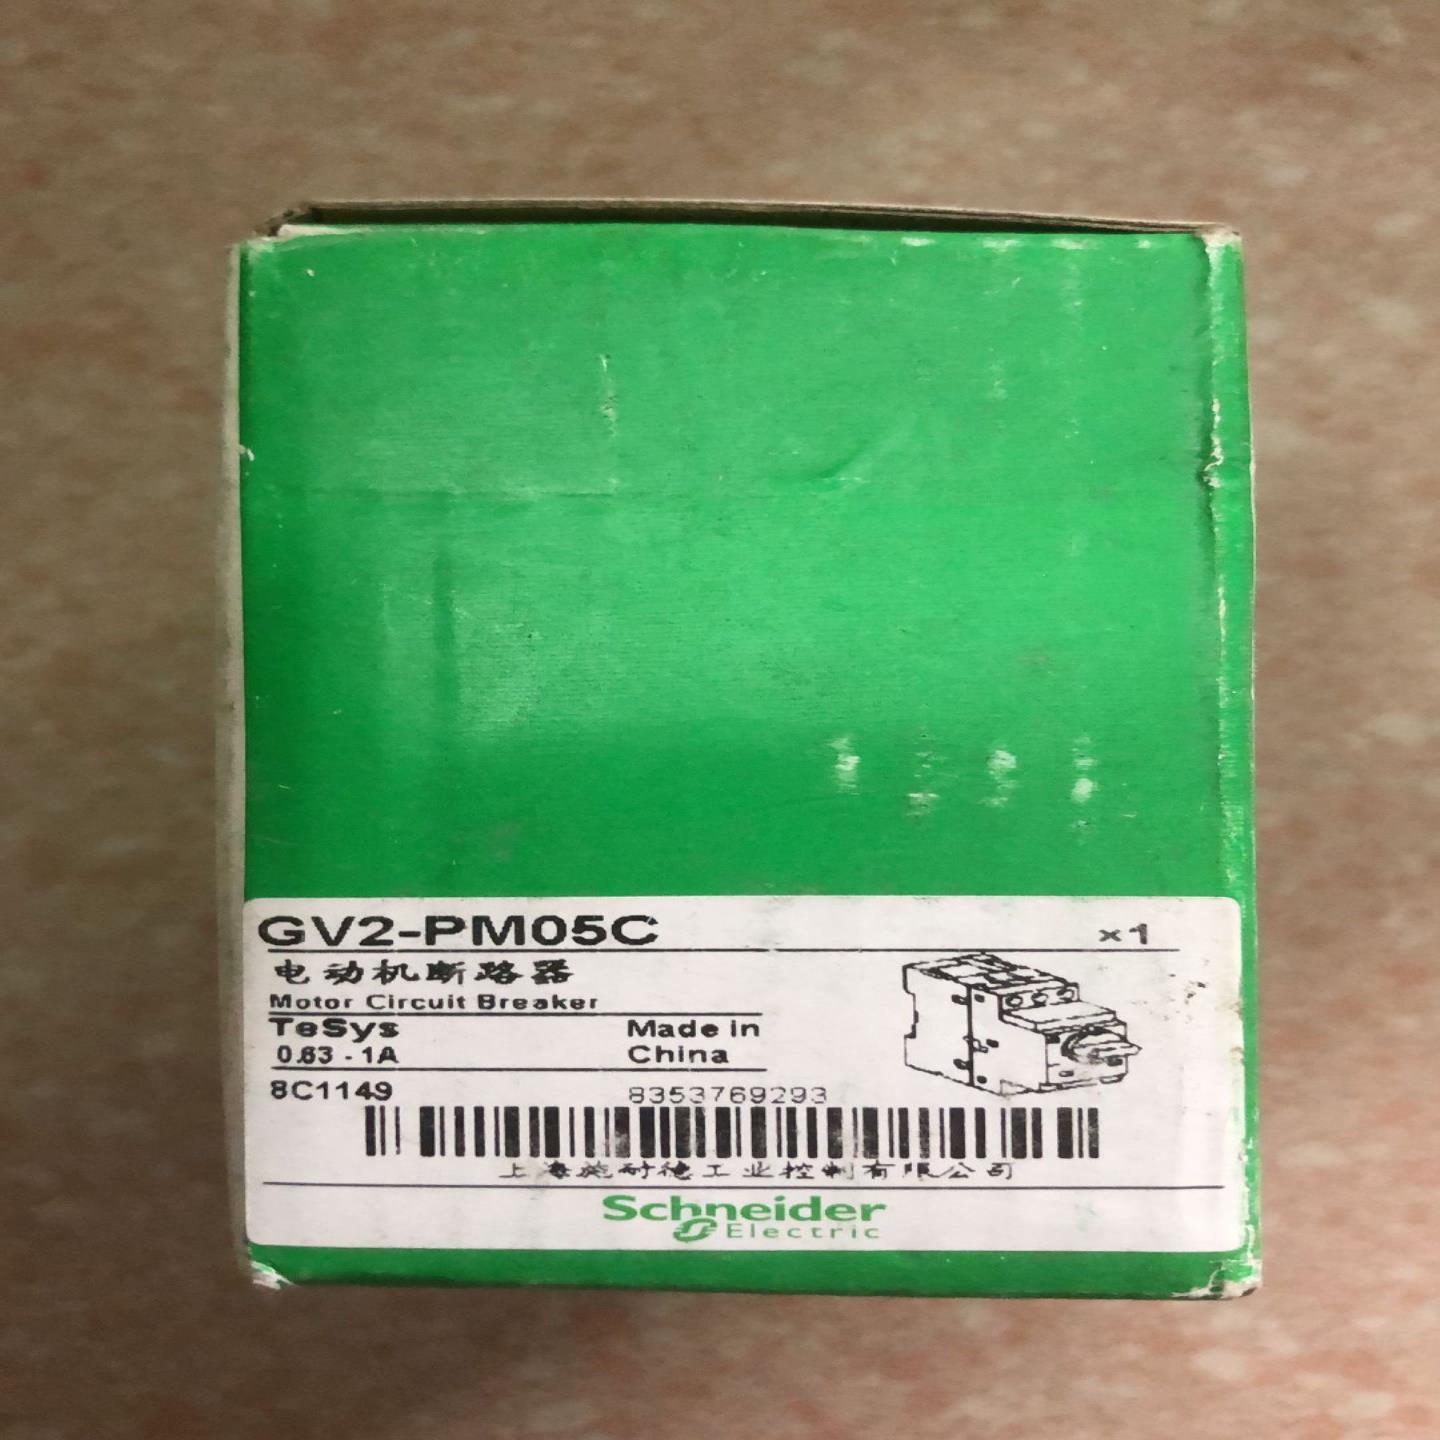 GV2-PM05C ×1
电动机断路器
Motor Circuit Breaker
TeSys Made in
0.63 - 1A China
8C1149 8353769293
上海施耐德工业控制有限公司
Schneider
Electric